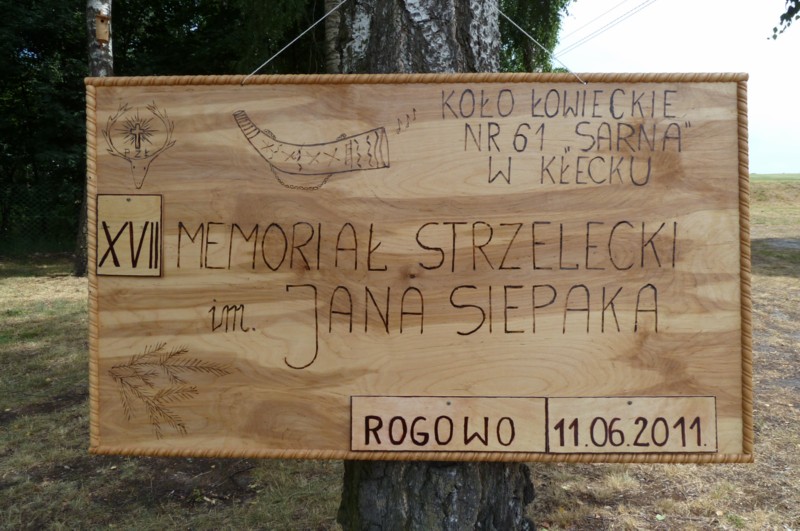 KOŁO ŁOWIECKIE
NR 61 „SARNA"
W KŁECKU
XVII MEMORIAŁ STRZELECKI
im. JANA SIEPAKA
ROGOWO 11.06.2011.